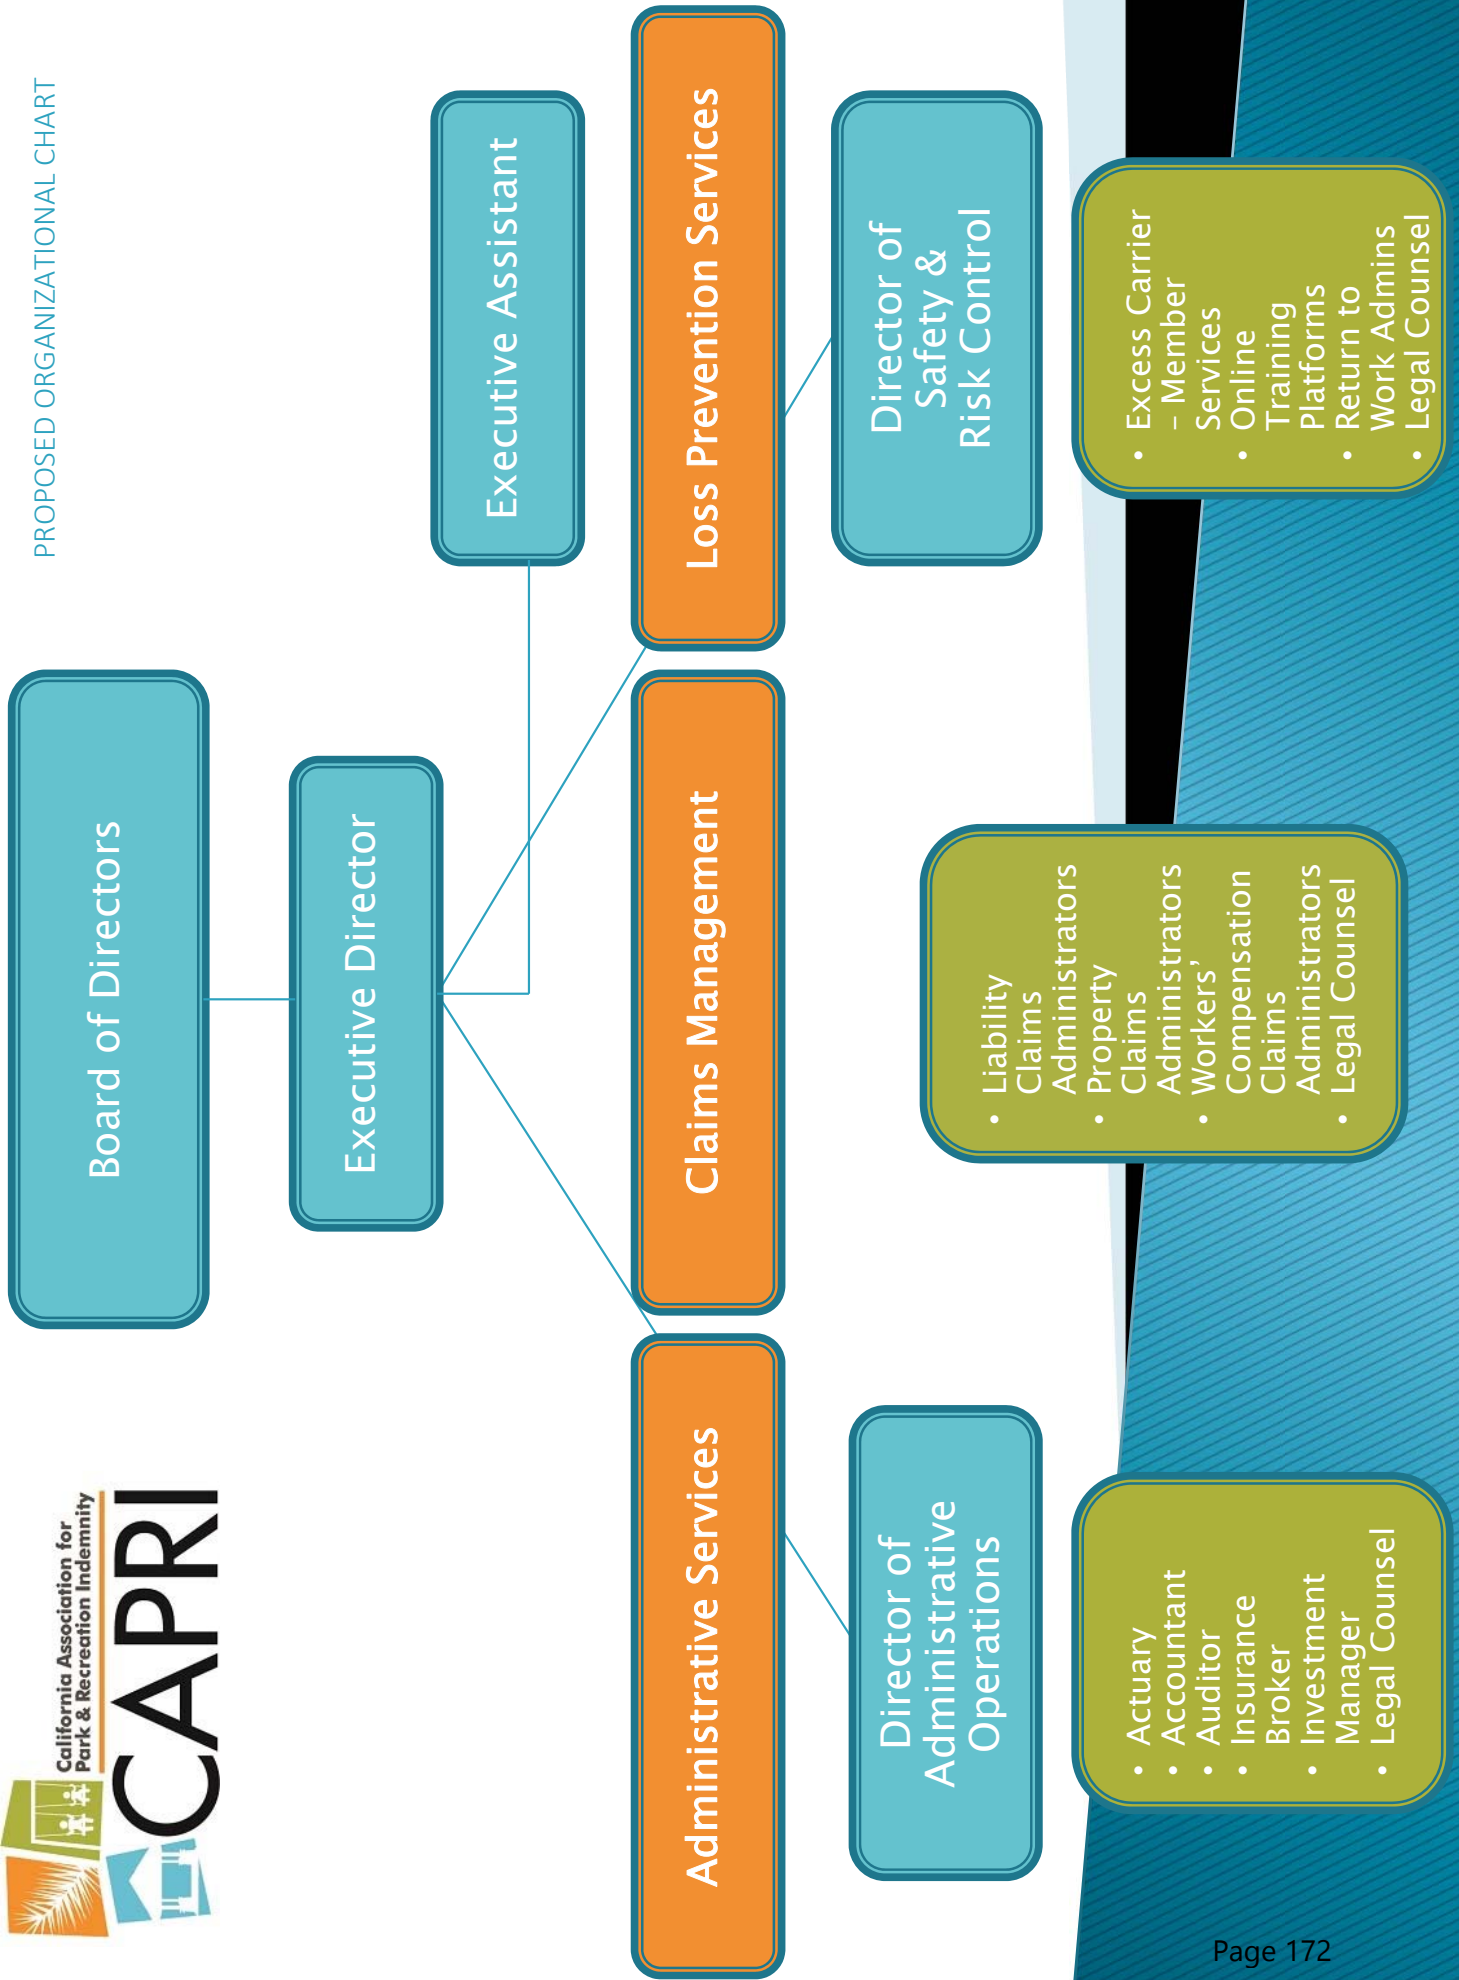 California Association for
Park & Recreation Indemnity
CAPRI
PROPOSED ORGANIZATIONAL CHART
Board of Directors
Executive Director
Executive Assistant
Administrative Services
Claims Management
Loss Prevention Services
Director of
Administrative
Operations
Director of
Safety &
Risk Control
• Actuary
• Accountant
• Auditor
• Insurance
Broker
• Investment
Manager
• Legal Counsel
• Liability
Claims
Administrators
• Property
Claims
Administrators
• Workers’
Compensation
Claims
Administrators
• Legal Counsel
• Excess Carrier
– Member
Services
• Online
Training
Platforms
• Return to
Work Admins
• Legal Counsel
Page 172